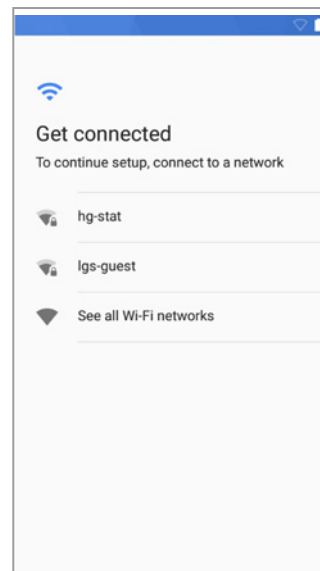 Get connected
To continue setup, connect to a network
hg-stat
lgs-guest
See all Wi-Fi networks